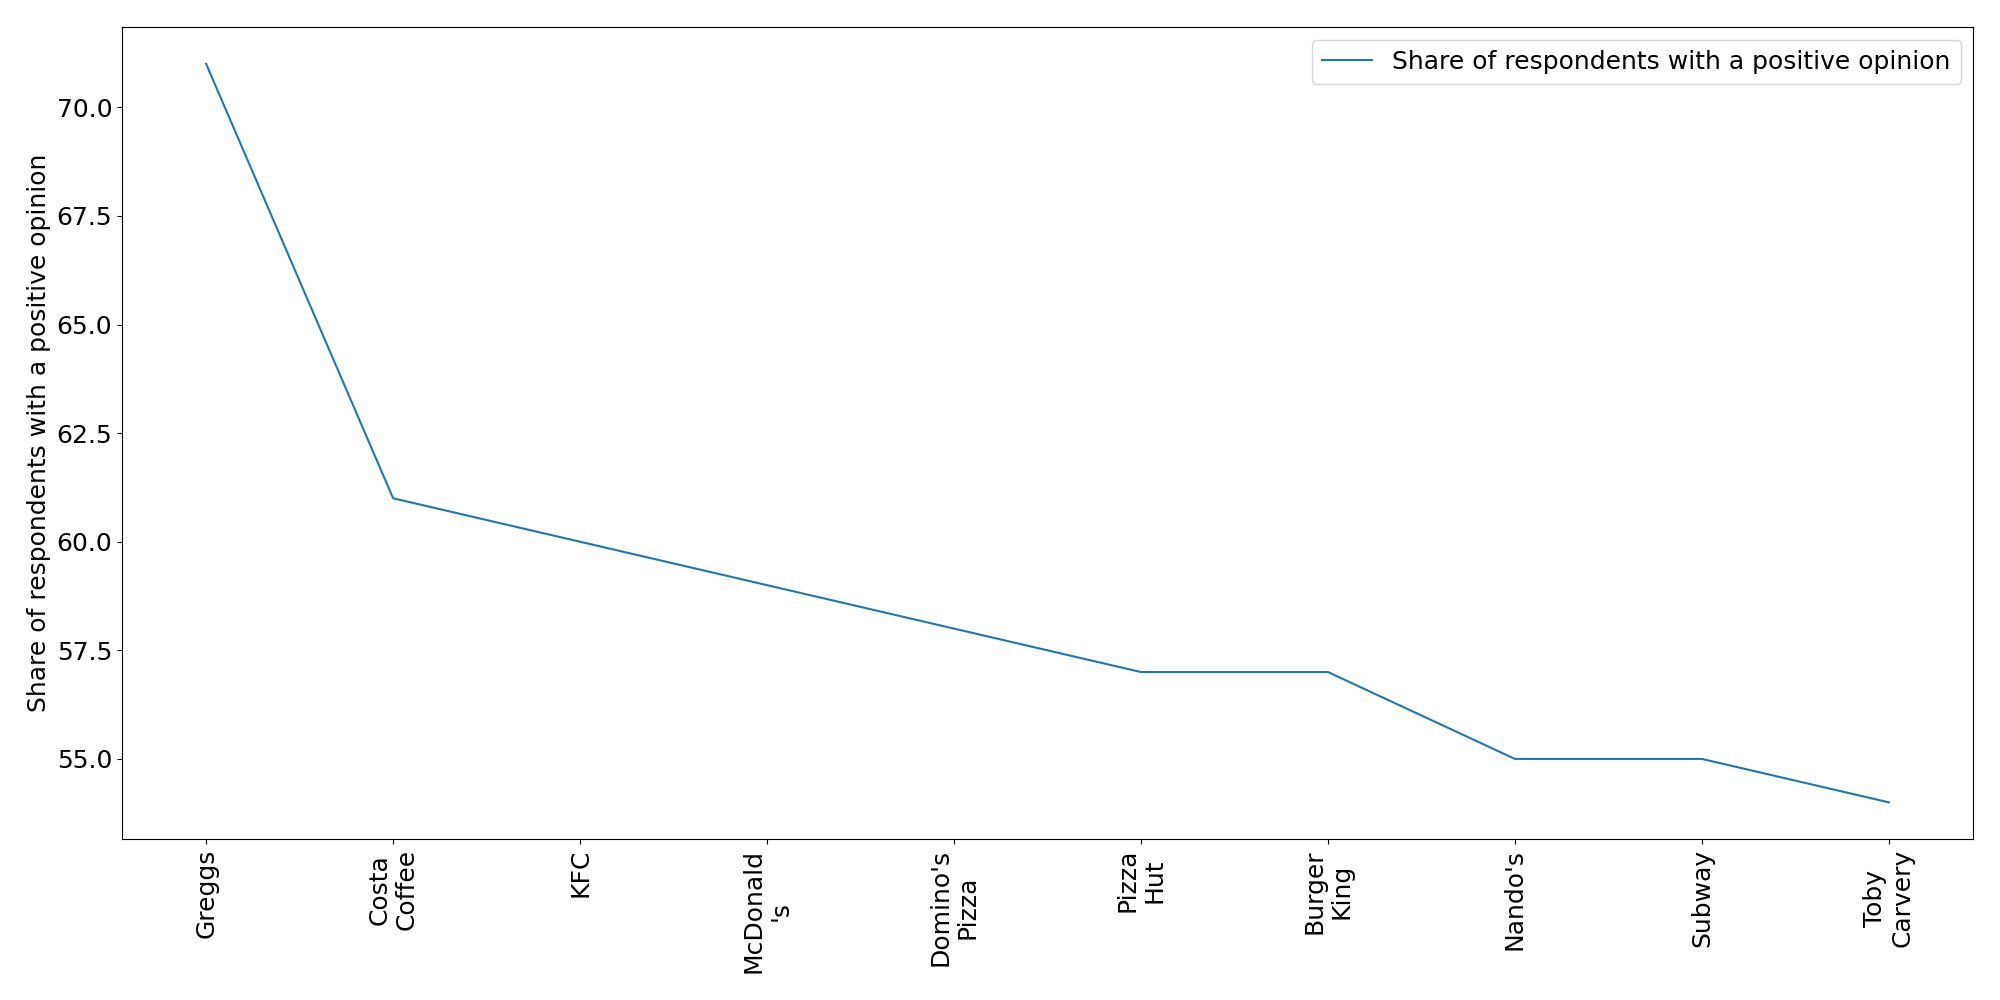 Share of respondents with a positive opinion
Share of respondents with a positive opinion
70.0
67.5
65.0
62.5
60.0
57.5
55.0
Greggs
Costa
Coffee
KFC
McDonald
's
Domino's
Pizza
Pizza
Hut
Burger
King
Nando's
Subway
Toby
Carvery